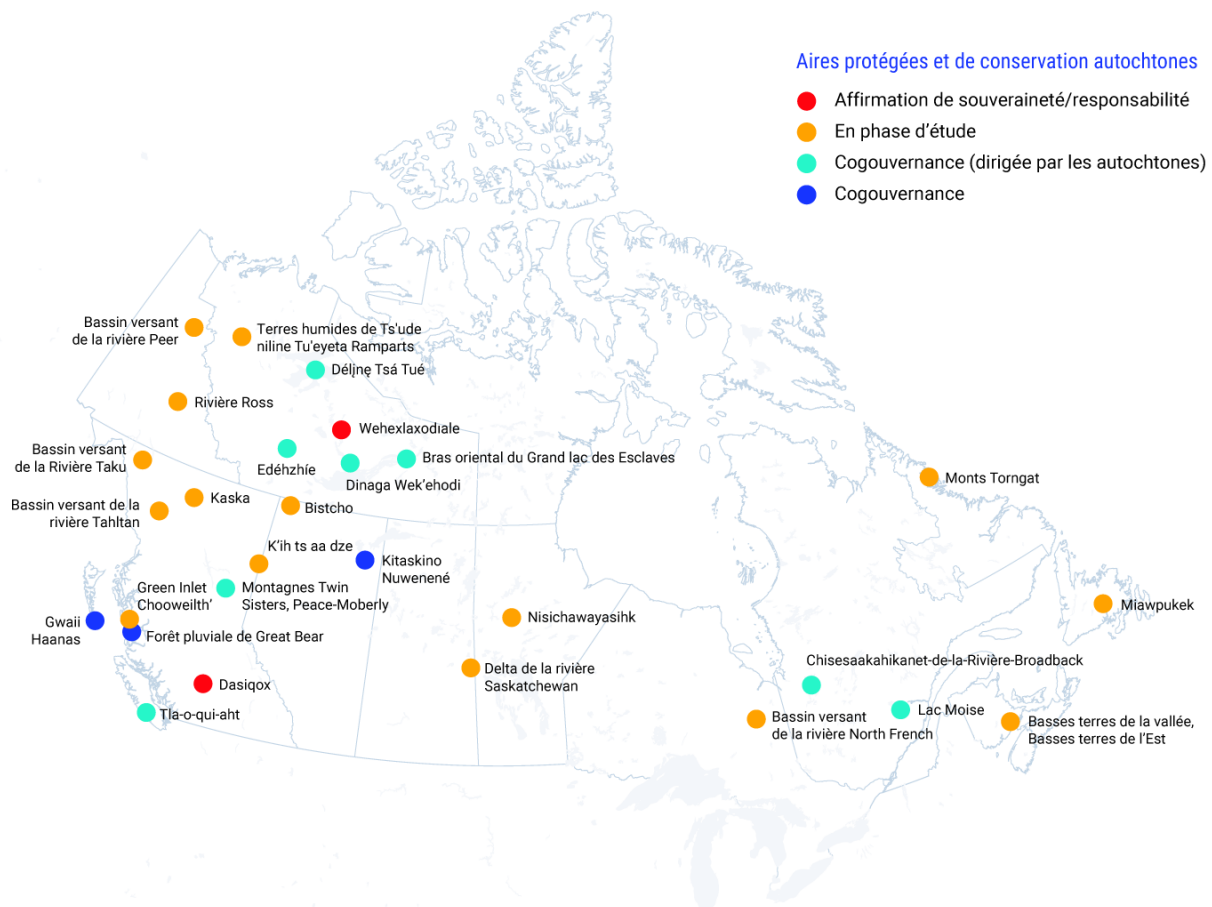 Aires protégées et de conservation autochtones
Affirmation de souveraineté/responsabilité
En phase d'étude
Cogouvernance (dirigée par les autochtones)
Cogouvernance
Bassin versant
de la rivière Peer
Terres humides de Ts'ude
niline Tu'eyeta Ramparts
Délįnę Tsá Tué
Rivière Ross
Wehexlaxodıale
Bassin versant
de la Rivière Taku
Edéhzhíe
Bras oriental du Grand lac des Esclaves
Dinaga Wek'ehodi
Monts Torngat
Kaska
Bassin versant de la
rivière Tahltan
Bistcho
K'ih ts aa dze
Kitaskino
Nuwenené
Green Inlet
Chooweilth'
Montagnes Twin
Sisters, Peace-Moberly
Gwaii
Haanas
Forêt pluviale de Great Bear
Nisichawayasihk
Miawpukek
Delta de la rivière
Saskatchewan
Chisesaakahikanet-de-la-Rivière-Broadback
Dasiqox
Tla-o-qui-aht
Lac Moise
Bassin versant
de la rivière North French
Basses terres de la vallée,
Basses terres de l'Est